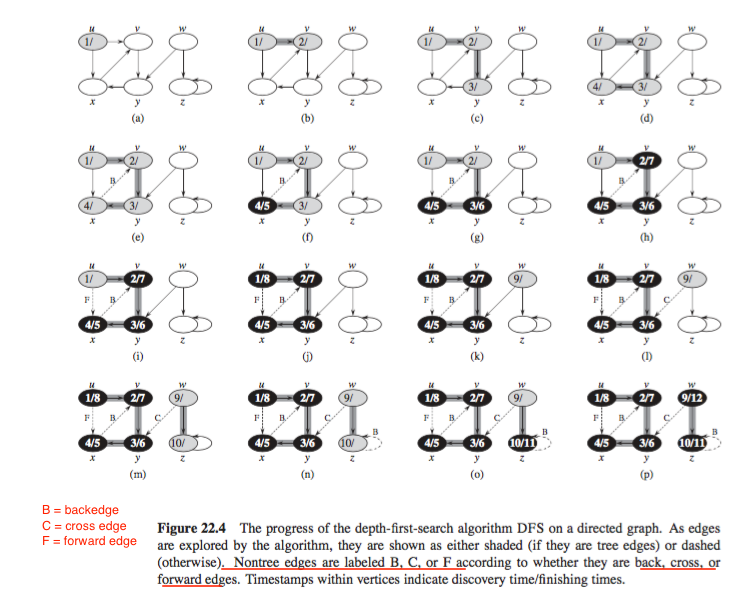 u v w u v w u v w u v w
1/ 1/ 2/ 1/ 2/ 1/ 2/
3/ 4/ 3/
x y z x y z x y z x y z
(a) (b) (c) (d)
u v w u v w u v w u v w
1/ 2/ 1/ 2/ 1/ 2/ 1/ 2/7
B B B B
4/ 3/ 4/5 3/ 4/5 3/6 4/5 3/6
x y z x y z x y z x y z
(e) (f) (g) (h)
u v w u v w u v w u v w
1/ 2/7 1/8 2/7 1/8 2/7 9/ 1/8 2/7 9/
F B F B F B F B C
4/5 3/6 4/5 3/6 4/5 3/6 4/5 3/6
x y z x y z x y z x y z
(i) (j) (k) (l)
u v w u v w u v w u v w
1/8 2/7 9/ 1/8 2/7 9/ 1/8 2/7 9/ 1/8 2/7 9/12
F B C F B C F B C F B C
B B B
4/5 3/6 10/ 4/5 3/6 10/ 4/5 3/6 10/11 4/5 3/6 10/11
x y z x y z x y z x y z
(m) (n) (o) (p)
B = backedge
C = cross edge
F = forward edge
Figure 22.4 The progress of the depth-first-search algorithm DFS on a directed graph. As edges
are explored by the algorithm, they are shown as either shaded (if they are tree edges) or dashed
(otherwise). Nontree edges are labeled B, C, or F according to whether they are back, cross, or
forward edges. Timestamps within vertices indicate discovery time/finishing times.